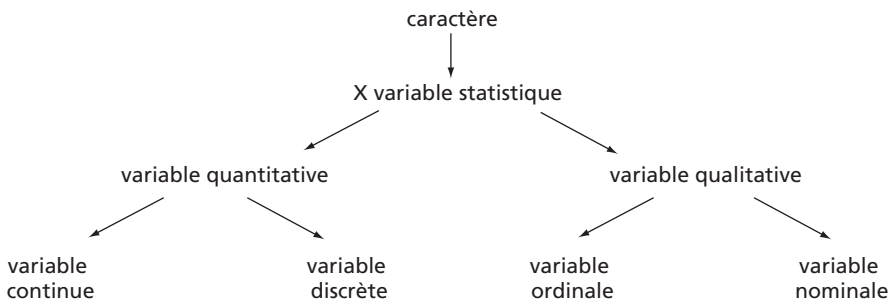 caractère
X variable statistique
variable quantitative
variable qualitative
variable
continue
variable
discrète
variable
ordinale
variable
nominale